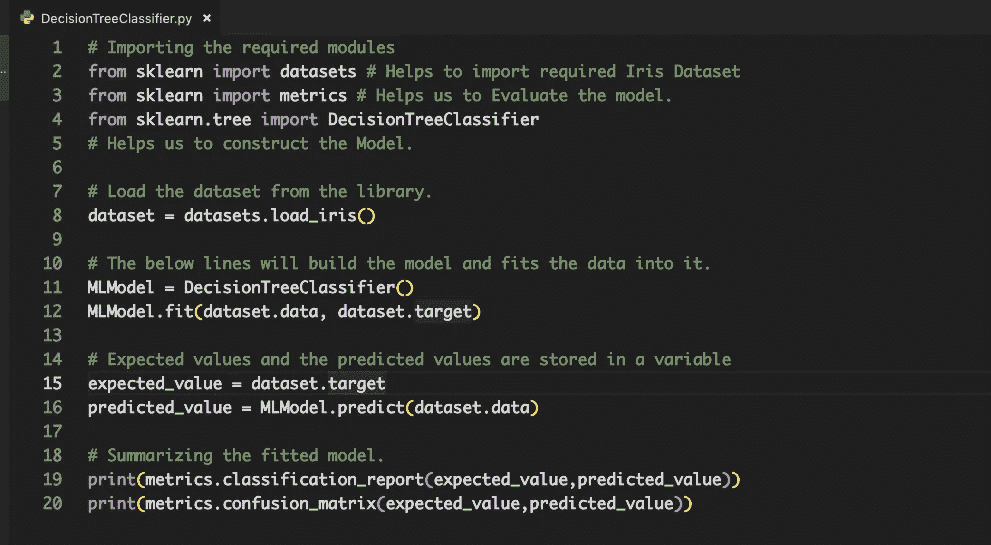 DecisionTreeClassifier.py ×
1 # Importing the required modules
2 from sklearn import datasets # Helps to import required Iris Dataset
3 from sklearn import metrics # Helps us to Evaluate the model.
4 from sklearn.tree import DecisionTreeClassifier
5 # Helps us to construct the Model.
6
7 # Load the dataset from the library.
8 dataset = datasets.load_iris()
9
10 # The below lines will build the model and fits the data into it.
11 MLModel = DecisionTreeClassifier()
12 MLModel.fit(dataset.data, dataset.target)
13
14 # Expected values and the predicted values are stored in a variable
15 expected_value = dataset.target
16 predicted_value = MLModel.predict(dataset.data)
17
18 # Summarizing the fitted model.
19 print(metrics.classification_report(expected_value,predicted_value))
20 print(metrics.confusion_matrix(expected_value,predicted_value))